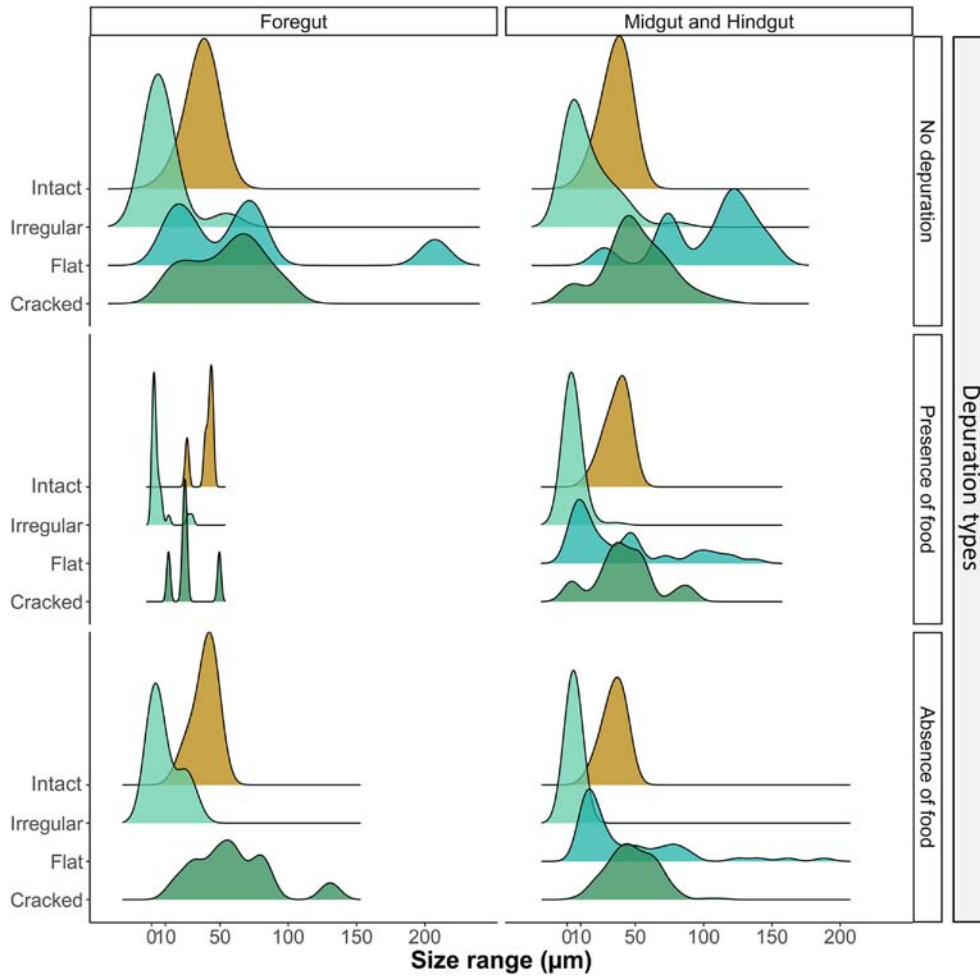 Foregut
Midgut and Hindgut
Intact
Irregular
Flat
Cracked
No depuration
Intact
Irregular
Flat
Cracked
Presence of food
Depuration types
Intact
Irregular
Flat
Cracked
Absence of food
010 50 100 150 200
010 50 100 150 200
Size range (µm)